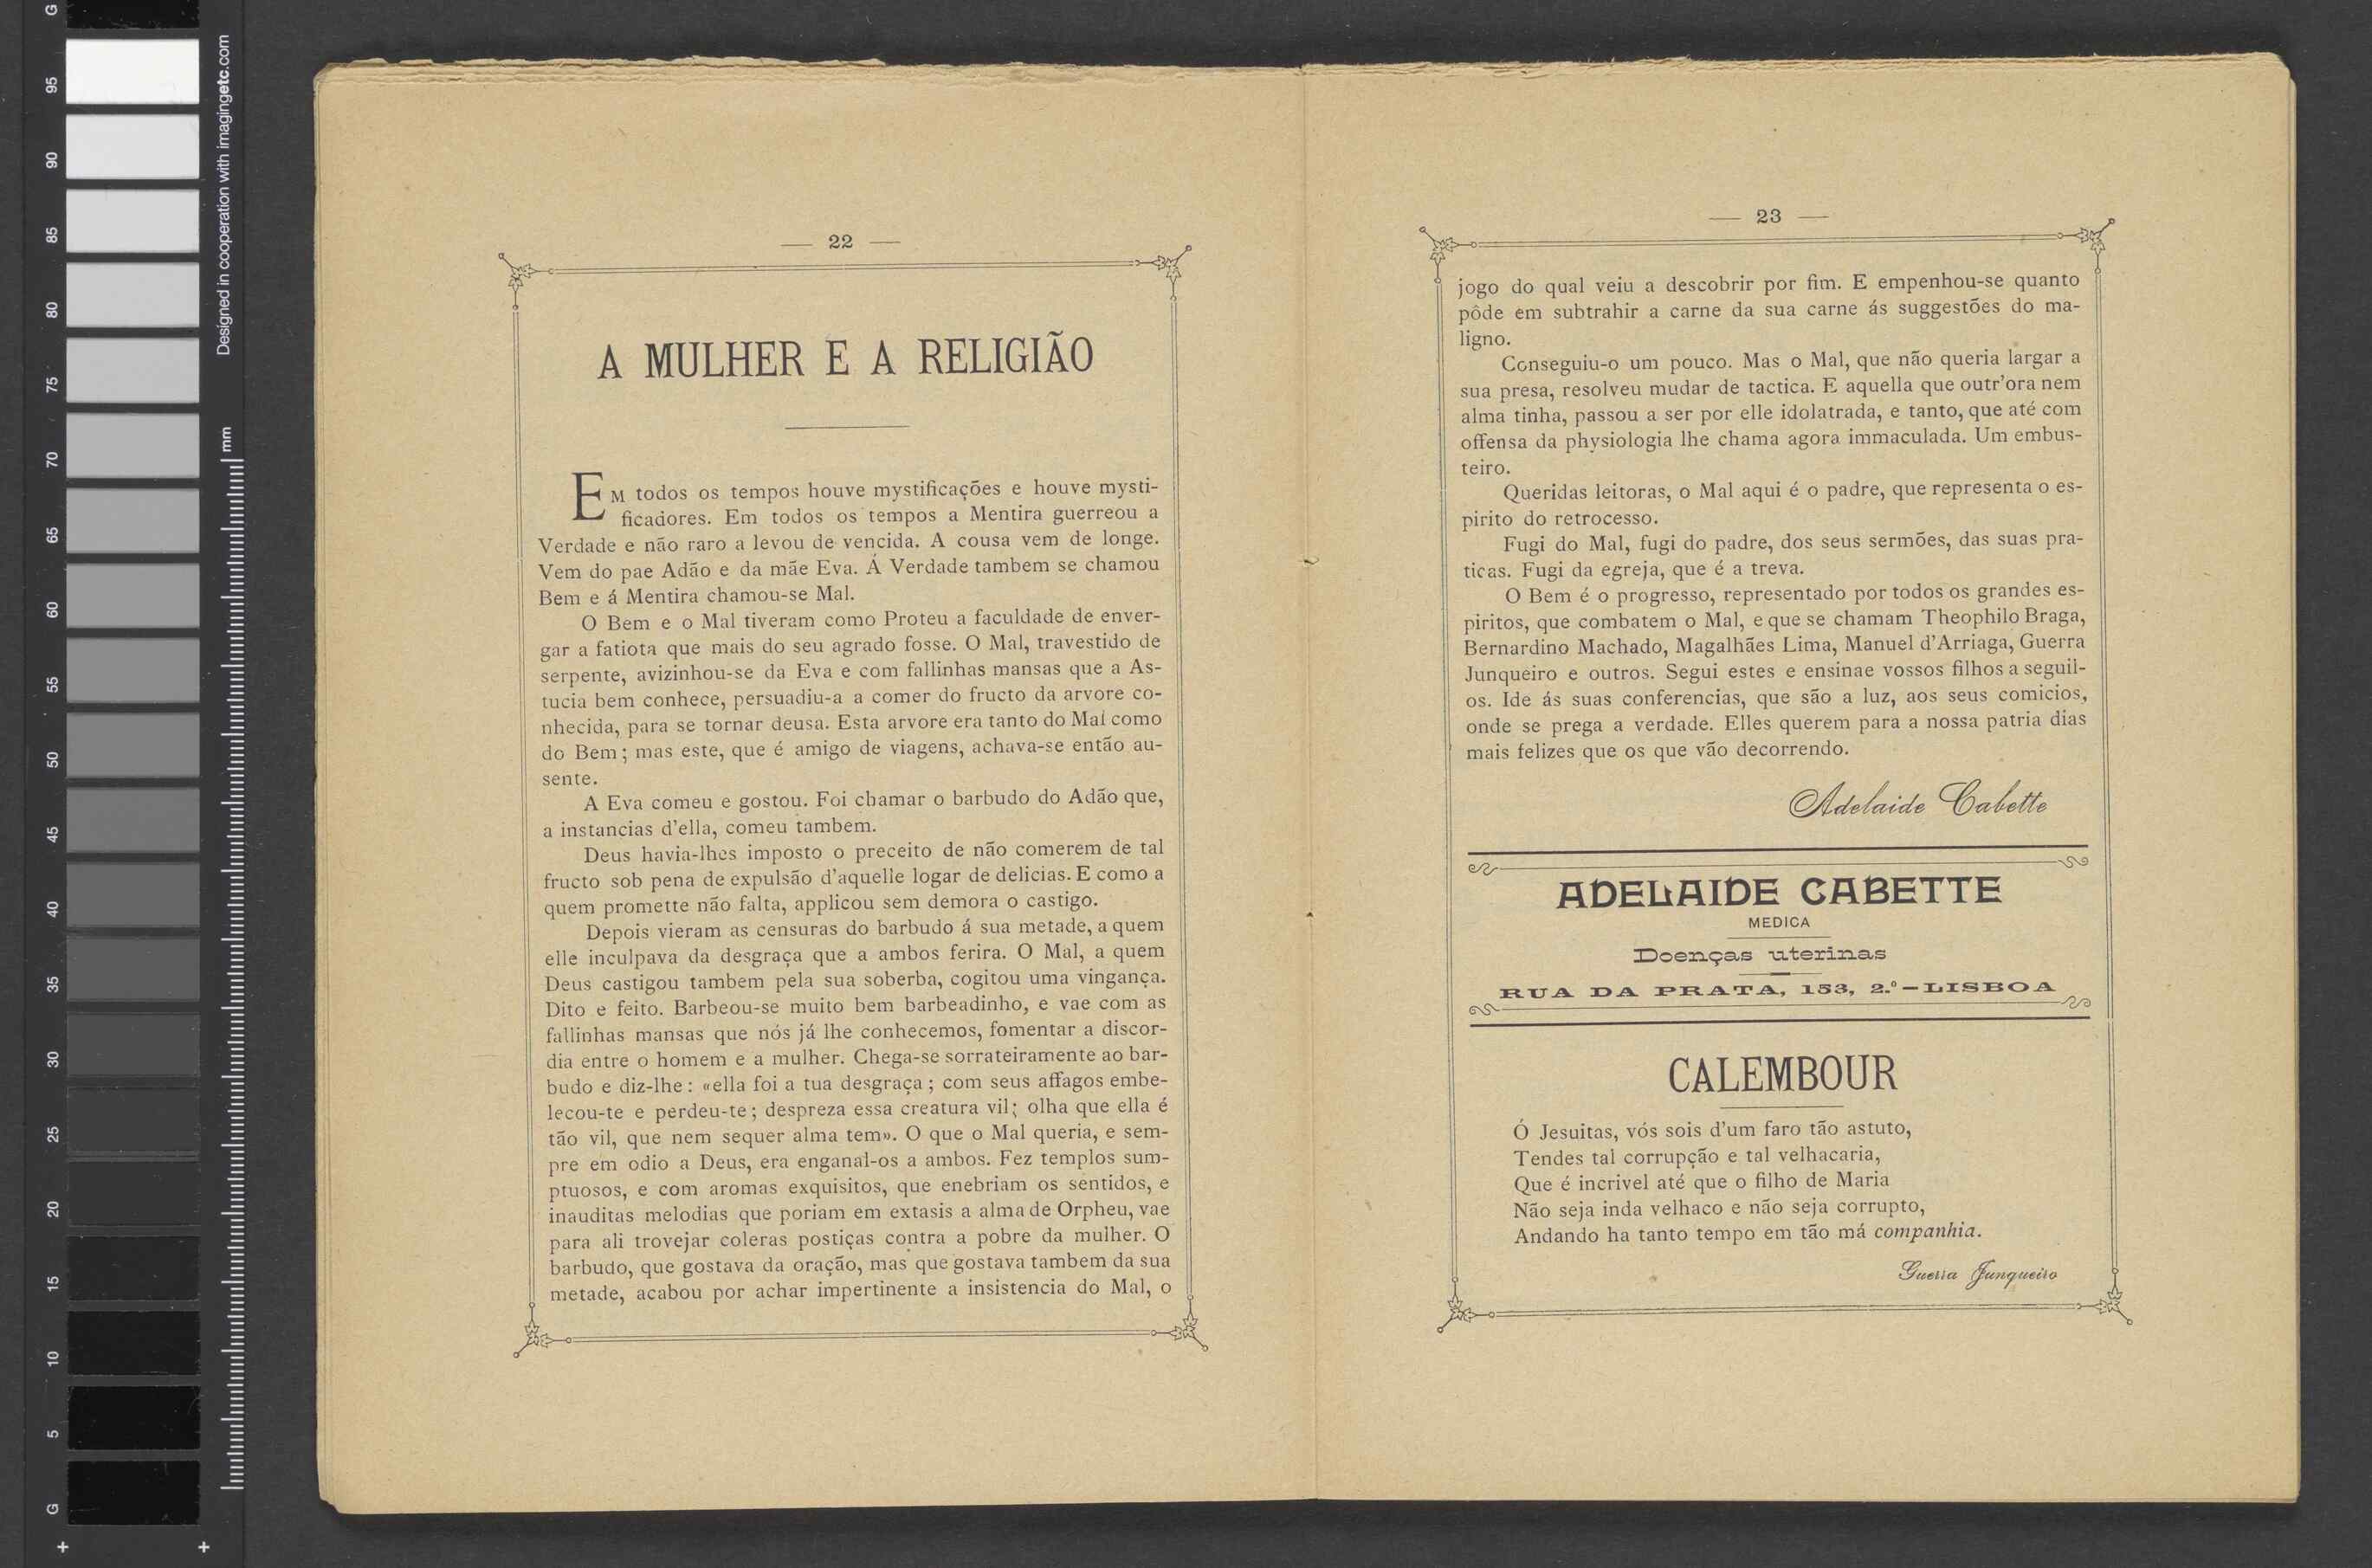 G
95
90
85
80
75
70
65
60
55
50
45
40
35
30
25
20
15
10
5
G
Designed in cooperation with imagingetc.com
mm
— 22 —
A MULHER E A RELIGIÃO
EM todos os tempos houve mystificações e houve mysti-
ficadores. Em todos os tempos a Mentira guerreou a
Verdade e não raro a levou de vencida. A cousa vem de longe.
Vem do pae Adão e da mãe Eva. Á Verdade tambem se chamou
Bem e á Mentira chamou-se Mal.
O Bem e o Mal tiveram como Proteu a faculdade de enver-
gar a fatiota que mais do seu agrado fosse. O Mal, travestido de
serpente, avizinhou-se da Eva e com fallinhas mansas que a As-
tucia bem conhece, persuadiu-a a comer do fructo da arvore co-
nhecida, para se tornar deusa. Esta arvore era tanto do Mal como
do Bem; mas este, que é amigo de viagens, achava-se então au-
sente.
A Eva comeu e gostou. Foi chamar o barbudo do Adão que,
a instancias d'ella, comeu tambem.
Deus havia-lhes imposto o preceito de não comerem de tal
fructo sob pena de expulsão d'aquelle logar de delicias. E como a
quem promette não falta, applicou sem demora o castigo.
Depois vieram as censuras do barbudo á sua metade, a quem
elle inculpava da desgraça que a ambos ferira. O Mal, a quem
Deus castigou tambem pela sua soberba, cogitou uma vingança.
Dito e feito. Barbeou-se muito bem barbeadinho, e vae com as
fallinhas mansas que nós já lhe conhecemos, fomentar a discor-
dia entre o homem e a mulher. Chega-se sorrateiramente ao bar-
budo e diz-lhe: «ella foi a tua desgraça; com seus affagos embe-
lecou-te e perdeu-te; despreza essa creatura vil; olha que ella é
tão vil, que nem sequer alma tem». O que o Mal queria, e sem-
pre em odio a Deus, era enganal-os a ambos. Fez templos sum-
ptuosos, e com aromas exquisitos, que enebriam os sentidos, e
inauditas melodias que poriam em extasis a alma de Orpheu, vae
para ali trovejar coleras postiças contra a pobre da mulher. O
barbudo, que gostava da oração, mas que gostava tambem da sua
metade, acabou por achar impertinente a insistencia do Mal, o
— 23 —
jogo do qual veiu a descobrir por fim. E empenhou-se quanto
pôde em subtrahir a carne da sua carne ás suggestões do ma-
ligno.
Conseguiu-o um pouco. Mas o Mal, que não queria largar a
sua presa, resolveu mudar de tactica. E aquella que outr'ora nem
alma tinha, passou a ser por elle idolatrada, e tanto, que até com
offensa da physiologia lhe chama agora immaculada. Um embus-
teiro.
Queridas leitoras, o Mal aqui é o padre, que representa o es-
pirito do retrocesso.
Fugi do Mal, fugi do padre, dos seus sermões, das suas pra-
ticas. Fugi da egreja, que é a treva.
O Bem é o progresso, representado por todos os grandes es-
piritos, que combatem o Mal, e que se chamam Theophilo Braga,
Bernardino Machado, Magalhães Lima, Manuel d'Arriaga, Guerra
Junqueiro e outros. Segui estes e ensinae vossos filhos a seguil-
os. Ide ás suas conferencias, que são a luz, aos seus comicios,
onde se prega a verdade. Elles querem para a nossa patria dias
mais felizes que os que vão decorrendo.
Adelaide Cabette
ADELAIDE CABETTE
MEDICA
Doenças uterinas
RUA DA PRATA, 153, 2.º—LISBOA
CALEMBOUR
Ó Jesuitas, vós sois d'um faro tão astuto,
Tendes tal corrupção e tal velhacaria,
Que é incrivel até que o filho de Maria
Não seja inda velhaco e não seja corrupto,
Andando ha tanto tempo em tão má companhia.
Guerra Junqueiro